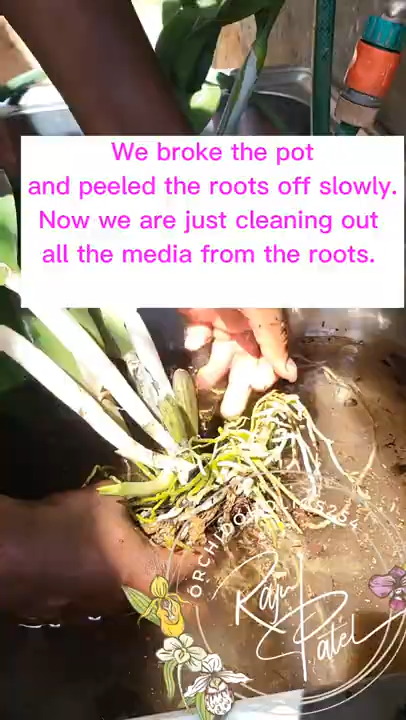 We broke the pot
and peeled the roots off slowly.
Now we are just cleaning out
all the media from the roots.
Raju
Patel